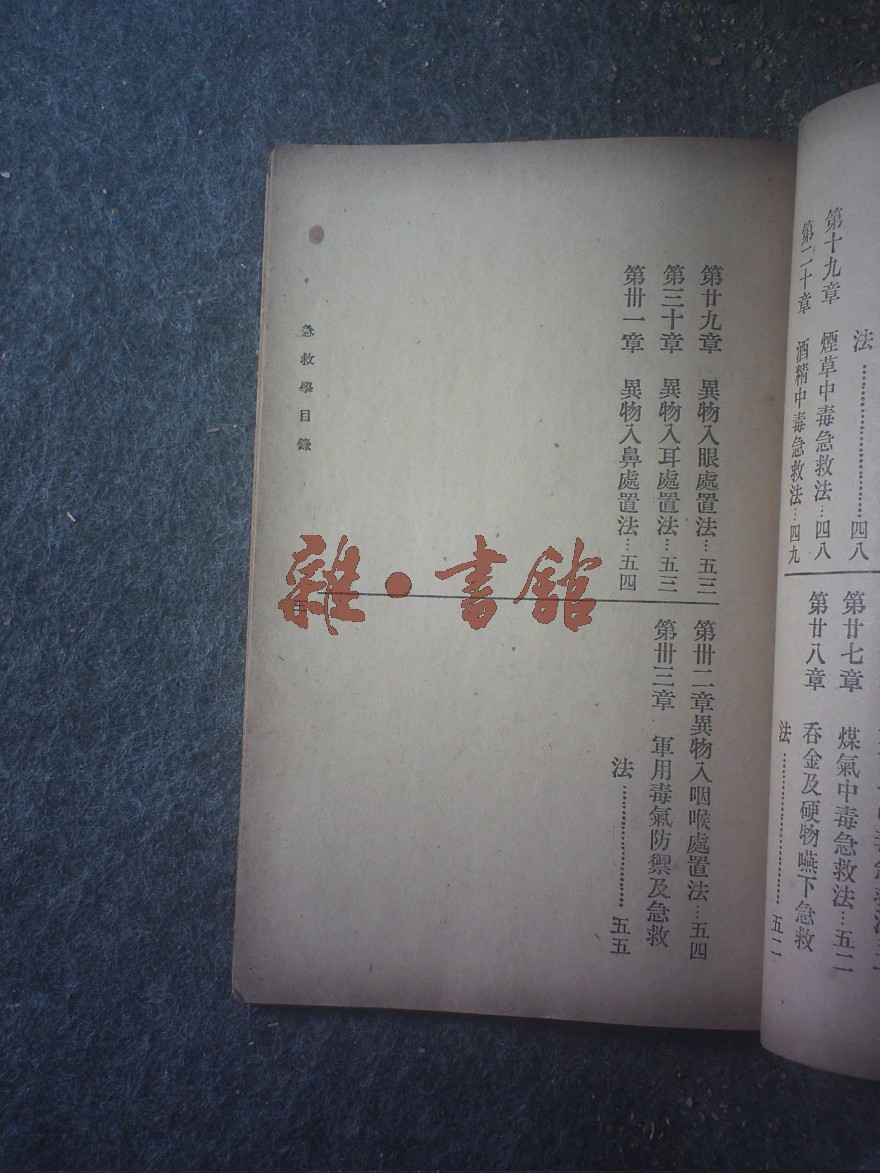 法…四八
第十九章 煙草中毒急救法…四八
第二十章 酒精中毒急救法…四九
第廿七章 煤氣中毒急救法…五二
第廿八章 吞金及硬物嚥下急救
法…五二
第廿九章 異物入眼處置法…五三
第三十章 異物入耳處置法…五三
第卅一章 異物入鼻處置法…五四
第卅二章異物入咽喉處置法…五四
第卅三章 軍用毒氣防禦及急救
法…五五
急救學目錄
三
雜·書館